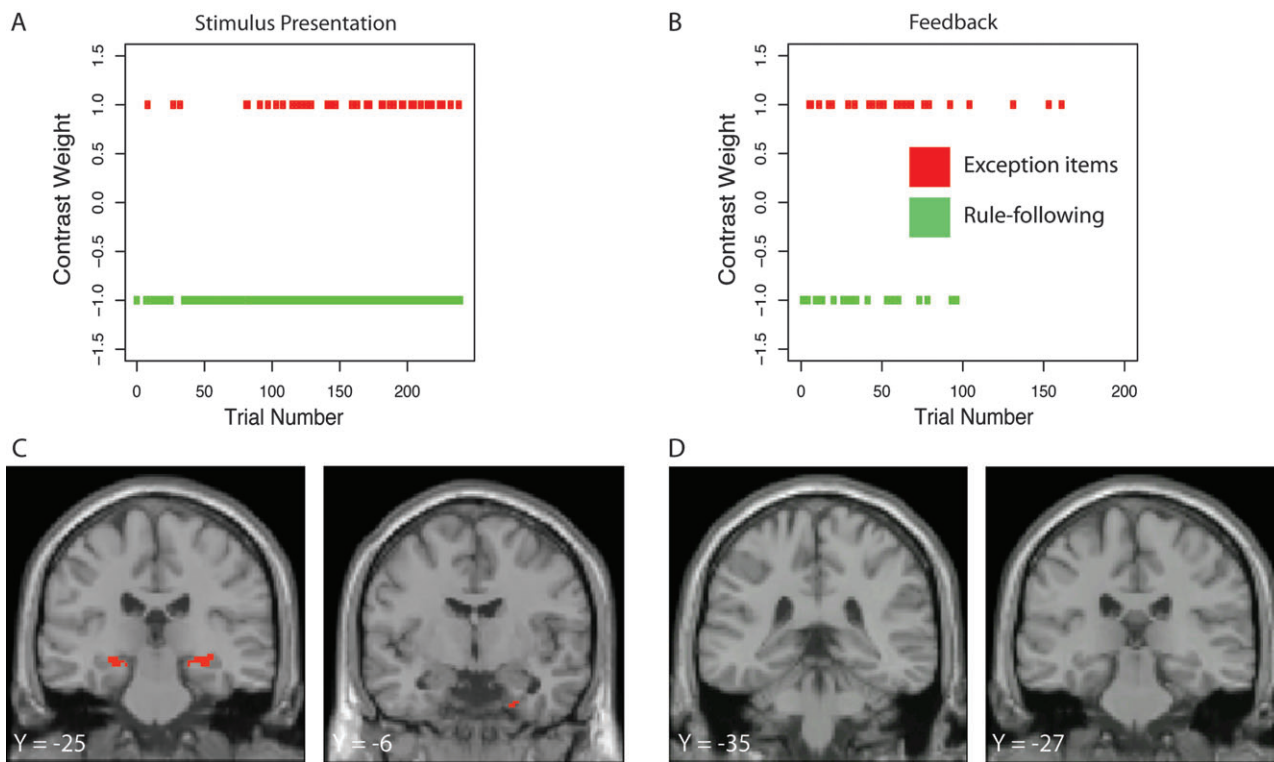 A
Stimulus Presentation
Contrast Weight
1.5
1.0
0.5
0.0
−0.5
−1.0
−1.5
0 50 100 150 200
Trial Number
B
Feedback
Contrast Weight
1.5
1.0
0.5
0.0
−0.5
−1.0
−1.5
Exception items
Rule-following
0 50 100 150 200
Trial Number
C
Y = -25
Y = -6
D
Y = -35
Y = -27